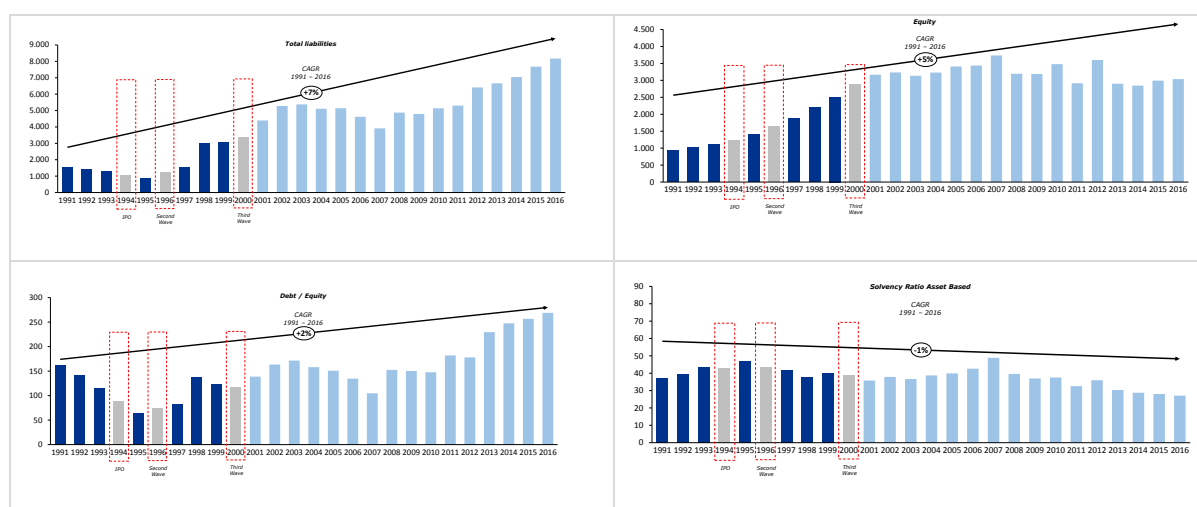 Total liabilities
CAGR
1991 – 2016
+7%
9.000
8.000
7.000
6.000
5.000
4.000
3.000
2.000
1.000
0
1991 1992 1993 1994 1995 1996 1997 1998 1999 2000 2001 2002 2003 2004 2005 2006 2007 2008 2009 2010 2011 2012 2013 2014 2015 2016
IPO
Second
Wave
Third
Wave
Equity
CAGR
1991 – 2016
+5%
4.500
4.000
3.500
3.000
2.500
2.000
1.500
1.000
500
0
1991 1992 1993 1994 1995 1996 1997 1998 1999 2000 2001 2002 2003 2004 2005 2006 2007 2008 2009 2010 2011 2012 2013 2014 2015 2016
IPO
Second
Wave
Third
Wave
Debt / Equity
CAGR
1991 – 2016
+2%
300
250
200
150
100
50
0
1991 1992 1993 1994 1995 1996 1997 1998 1999 2000 2001 2002 2003 2004 2005 2006 2007 2008 2009 2010 2011 2012 2013 2014 2015 2016
IPO
Second
Wave
Third
Wave
Solvency Ratio Asset Based
CAGR
1991 – 2016
-1%
90
80
70
60
50
40
30
20
10
0
1991 1992 1993 1994 1995 1996 1997 1998 1999 2000 2001 2002 2003 2004 2005 2006 2007 2008 2009 2010 2011 2012 2013 2014 2015 2016
IPO
Second
Wave
Third
Wave